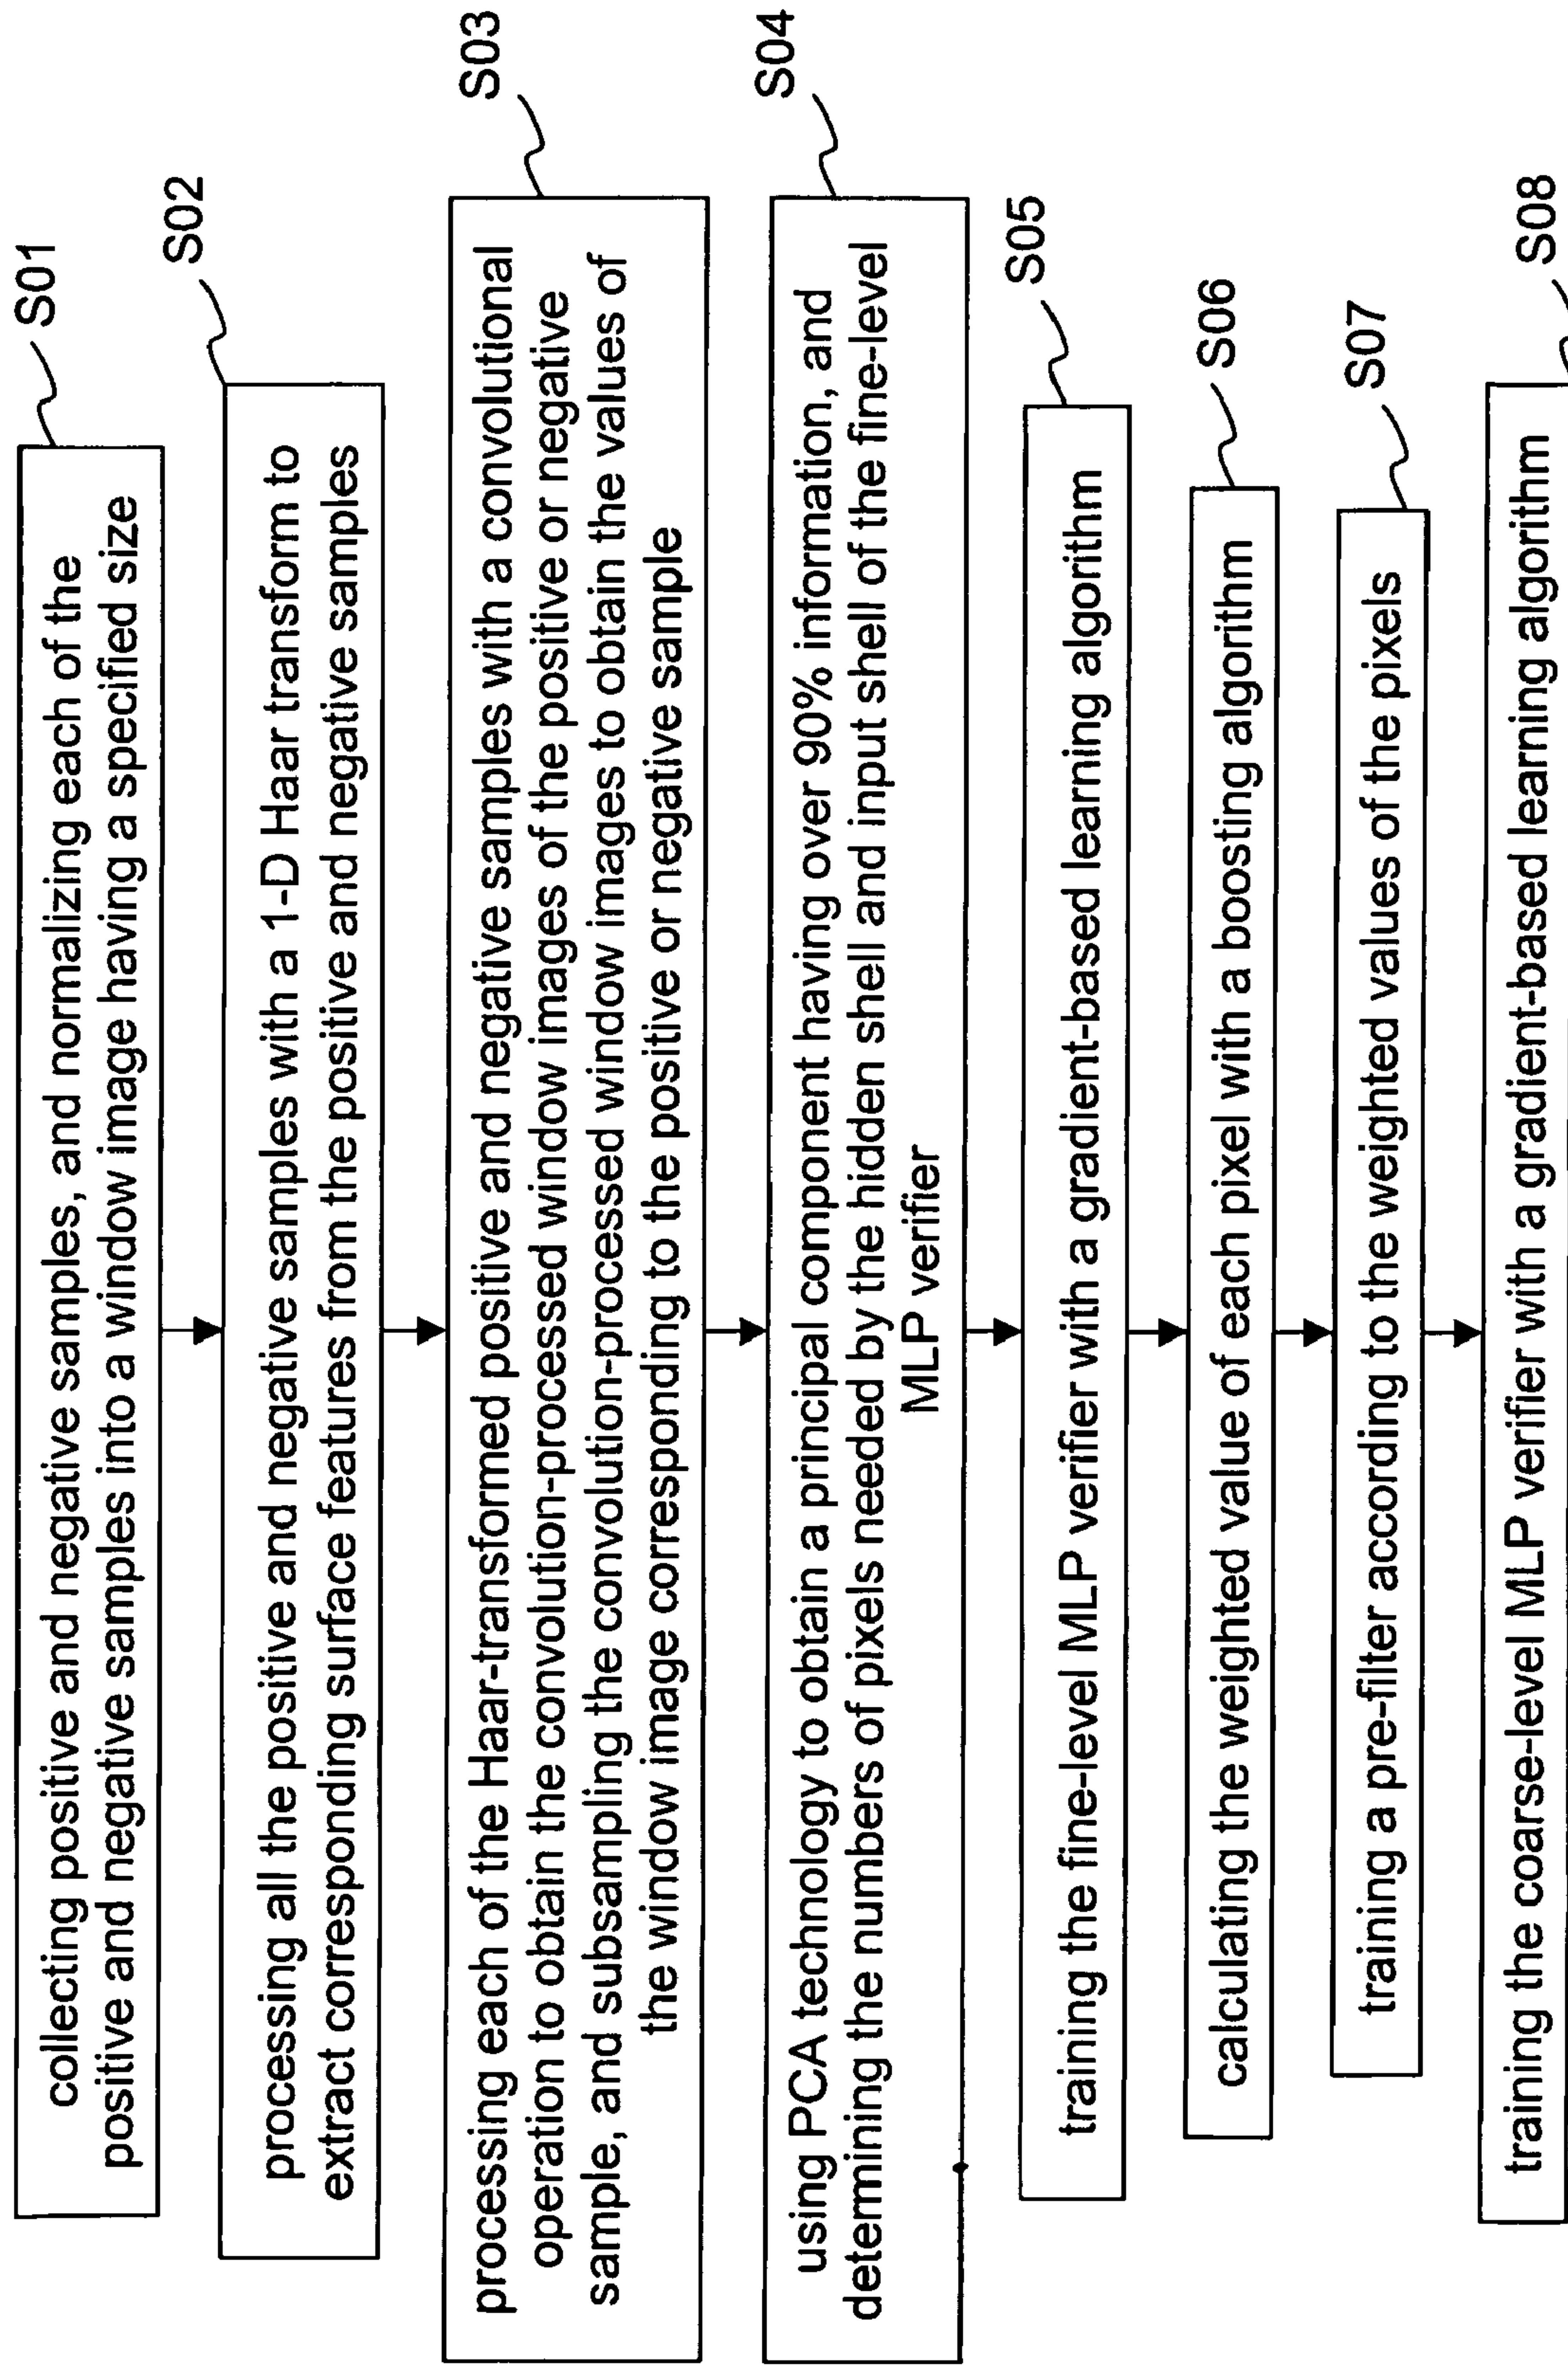 S01
collecting positive and negative samples, and normalizing each of the
positive and negative samples into a window image having a specified size
S02
processing all the positive and negative samples with a 1-D Haar transform to
extract corresponding surface features from the positive and negative samples
S03
processing each of the Haar-transformed positive and negative samples with a convolutional
operation to obtain the convolution-processed window images of the positive or negative
sample, and subsampling the convolution-processed window images to obtain the values of
the window image corresponding to the positive or negative sample
S04
using PCA technology to obtain a principal component having over 90% information, and
determining the numbers of pixels needed by the hidden shell and input shell of the fine-level
MLP verifier
S05
training the fine-level MLP verifier with a gradient-based learning algorithm
S06
calculating the weighted value of each pixel with a boosting algorithm
S07
training a pre-filter according to the weighted values of the pixels
S08
training the coarse-level MLP verifier with a gradient-based learning algorithm